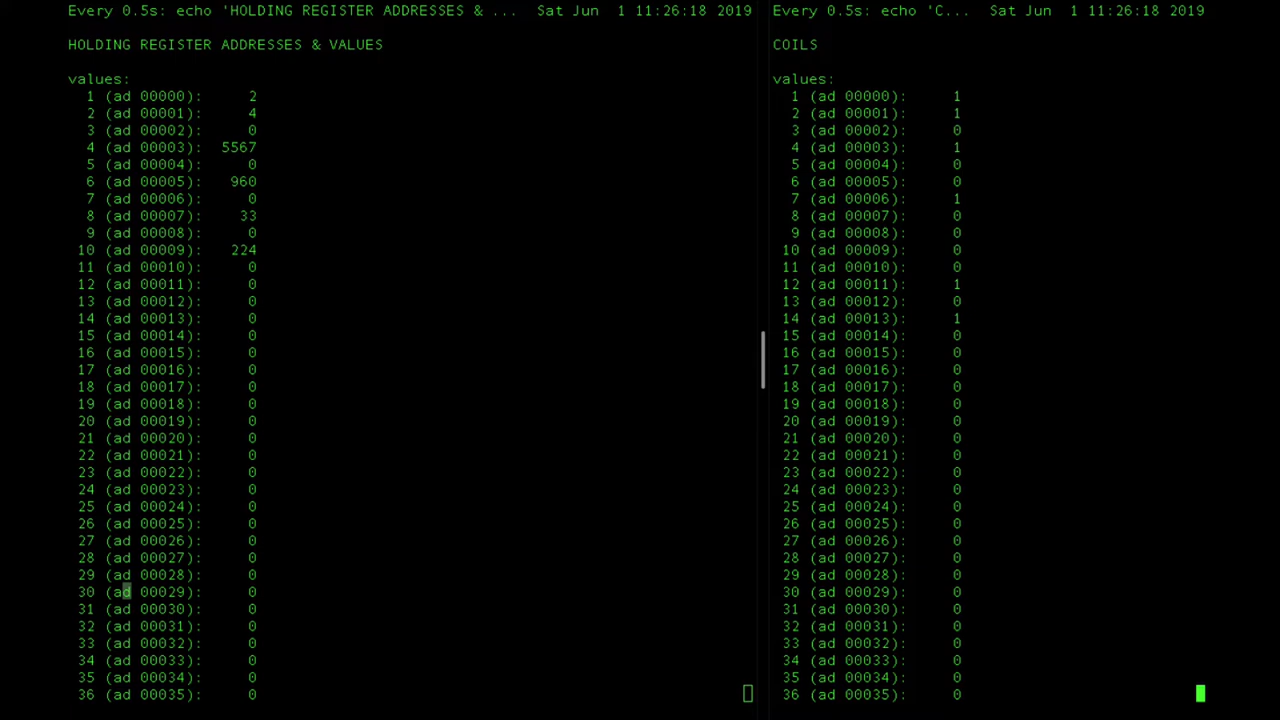 Every 0.5s: echo 'HOLDING REGISTER ADDRESSES & ...  Sat Jun  1 11:26:18 2019
HOLDING REGISTER ADDRESSES & VALUES
values:
1 (ad 00000): 2
2 (ad 00001): 4
3 (ad 00002): 0
4 (ad 00003): 5567
5 (ad 00004): 0
6 (ad 00005): 960
7 (ad 00006): 0
8 (ad 00007): 33
9 (ad 00008): 0
10 (ad 00009): 224
11 (ad 00010): 0
12 (ad 00011): 0
13 (ad 00012): 0
14 (ad 00013): 0
15 (ad 00014): 0
16 (ad 00015): 0
17 (ad 00016): 0
18 (ad 00017): 0
19 (ad 00018): 0
20 (ad 00019): 0
21 (ad 00020): 0
22 (ad 00021): 0
23 (ad 00022): 0
24 (ad 00023): 0
25 (ad 00024): 0
26 (ad 00025): 0
27 (ad 00026): 0
28 (ad 00027): 0
29 (ad 00028): 0
30 (ad 00029): 0
31 (ad 00030): 0
32 (ad 00031): 0
33 (ad 00032): 0
34 (ad 00033): 0
35 (ad 00034): 0
36 (ad 00035): 0
Every 0.5s: echo 'C...  Sat Jun  1 11:26:18 2019
COILS
values:
1 (ad 00000): 1
2 (ad 00001): 1
3 (ad 00002): 0
4 (ad 00003): 1
5 (ad 00004): 0
6 (ad 00005): 0
7 (ad 00006): 1
8 (ad 00007): 0
9 (ad 00008): 0
10 (ad 00009): 0
11 (ad 00010): 0
12 (ad 00011): 1
13 (ad 00012): 0
14 (ad 00013): 1
15 (ad 00014): 0
16 (ad 00015): 0
17 (ad 00016): 0
18 (ad 00017): 0
19 (ad 00018): 0
20 (ad 00019): 0
21 (ad 00020): 0
22 (ad 00021): 0
23 (ad 00022): 0
24 (ad 00023): 0
25 (ad 00024): 0
26 (ad 00025): 0
27 (ad 00026): 0
28 (ad 00027): 0
29 (ad 00028): 0
30 (ad 00029): 0
31 (ad 00030): 0
32 (ad 00031): 0
33 (ad 00032): 0
34 (ad 00033): 0
35 (ad 00034): 0
36 (ad 00035): 0